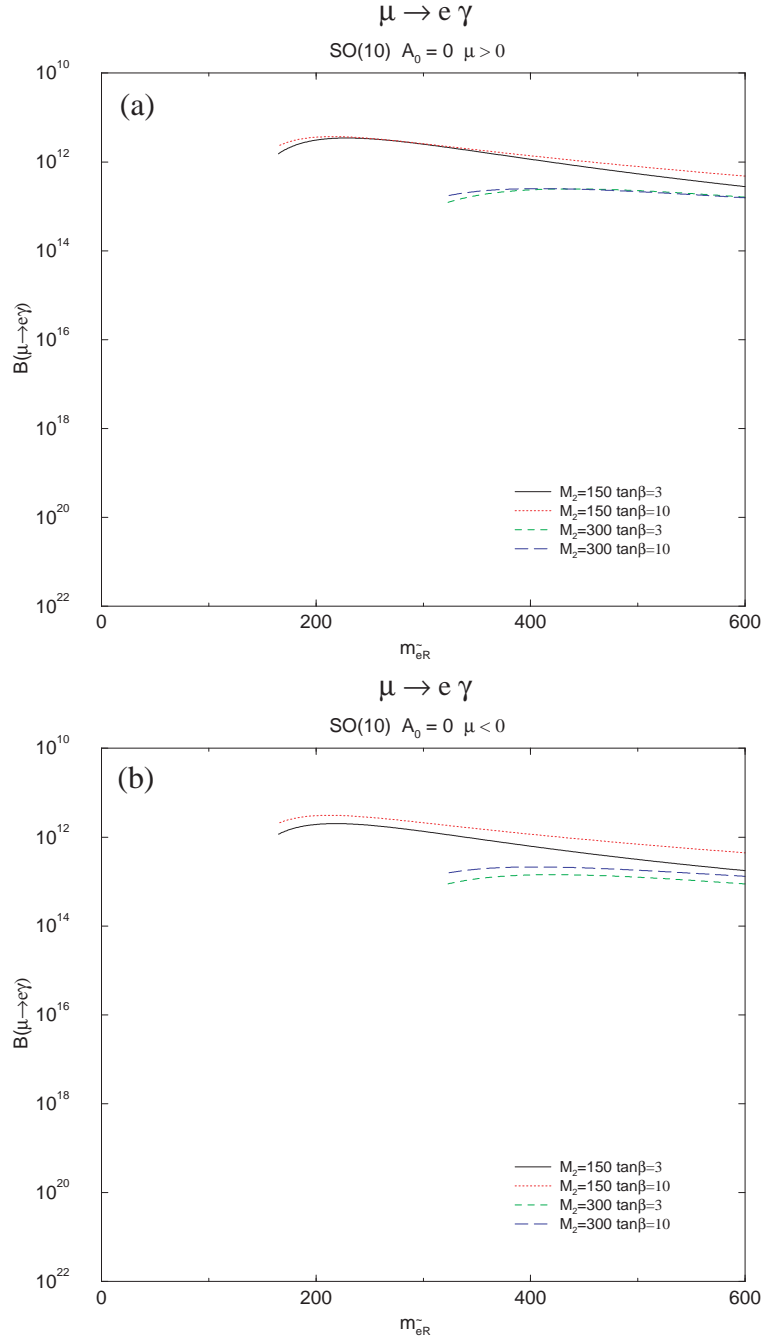 μ → e γ
SO(10) A₀ = 0 μ > 0
(a)
10¹⁰
10¹²
10¹⁴
10¹⁶
10¹⁸
10²⁰
10²²
B(μ→eγ)
M₂=150 tanβ=3
M₂=150 tanβ=10
M₂=300 tanβ=3
M₂=300 tanβ=10
0 200 400 600
m_ẽR
μ → e γ
SO(10) A₀ = 0 μ < 0
(b)
10¹⁰
10¹²
10¹⁴
10¹⁶
10¹⁸
10²⁰
10²²
B(μ→eγ)
M₂=150 tanβ=3
M₂=150 tanβ=10
M₂=300 tanβ=3
M₂=300 tanβ=10
0 200 400 600
m_ẽR